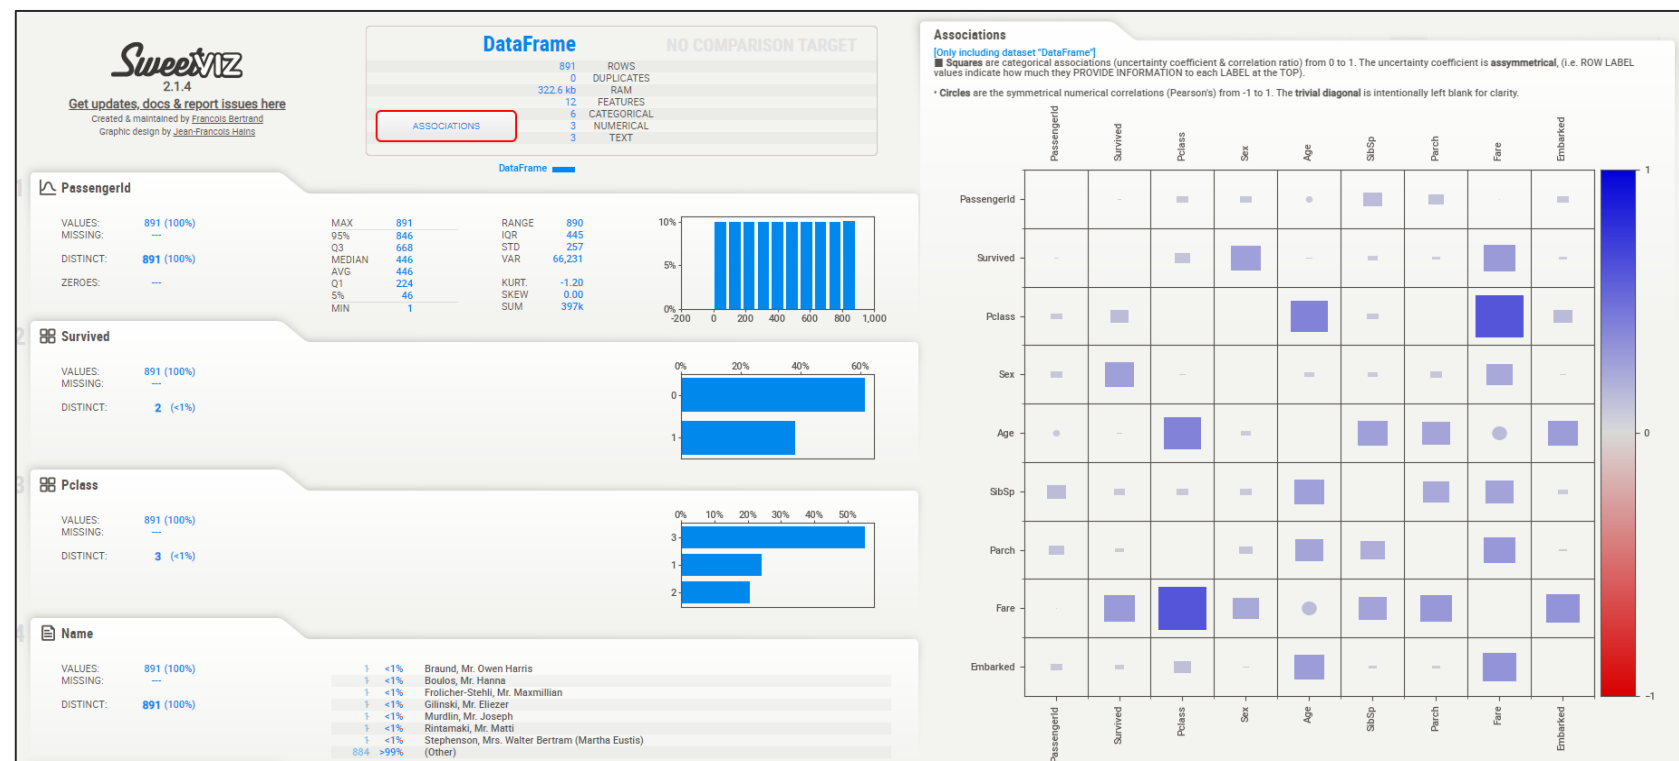 SweetVIZ
2.1.4
Get updates, docs & report issues here
Created & maintained by Francois Bertrand
Graphic design by Jean-Francois Hains
DataFrame
NO COMPARISON TARGET
891 ROWS
0 DUPLICATES
322.6 kb RAM
12 FEATURES
6 CATEGORICAL
3 NUMERICAL
3 TEXT
ASSOCIATIONS
DataFrame
1
PassengerId
VALUES: 891 (100%)
MISSING: ---
DISTINCT: 891 (100%)
ZEROES: ---
MAX 891
95% 846
Q3 668
MEDIAN 446
AVG 446
Q1 224
5% 46
MIN 1
RANGE 890
IQR 445
STD 257
VAR 66,231
KURT. -1.20
SKEW 0.00
SUM 397k
10%
5%
0%
-200 0 200 400 600 800 1,000
2
Survived
VALUES: 891 (100%)
MISSING: ---
DISTINCT: 2 (<1%)
0% 20% 40% 60%
0
1
3
Pclass
VALUES: 891 (100%)
MISSING: ---
DISTINCT: 3 (<1%)
0% 10% 20% 30% 40% 50%
3
1
2
4
Name
VALUES: 891 (100%)
MISSING: ---
DISTINCT: 891 (100%)
1 <1% Braund, Mr. Owen Harris
1 <1% Boulos, Mr. Hanna
1 <1% Frolicher-Stehli, Mr. Maxmillian
1 <1% Gilinski, Mr. Eliezer
1 <1% Murdlin, Mr. Joseph
1 <1% Rintamaki, Mr. Matti
1 <1% Stephenson, Mrs. Walter Bertram (Martha Eustis)
884 >99% (Other)
Associations
[Only including dataset "DataFrame"]
■ Squares are categorical associations (uncertainty coefficient & correlation ratio) from 0 to 1. The uncertainty coefficient is assymmetrical, (i.e. ROW LABEL
values indicate how much they PROVIDE INFORMATION to each LABEL at the TOP).
• Circles are the symmetrical numerical correlations (Pearson's) from -1 to 1. The trivial diagonal is intentionally left blank for clarity.
PassengerId Survived Pclass Sex Age SibSp Parch Fare Embarked
PassengerId
Survived
Pclass
Sex
Age
SibSp
Parch
Fare
Embarked
PassengerId Survived Pclass Sex Age SibSp Parch Fare Embarked
1
0
−1